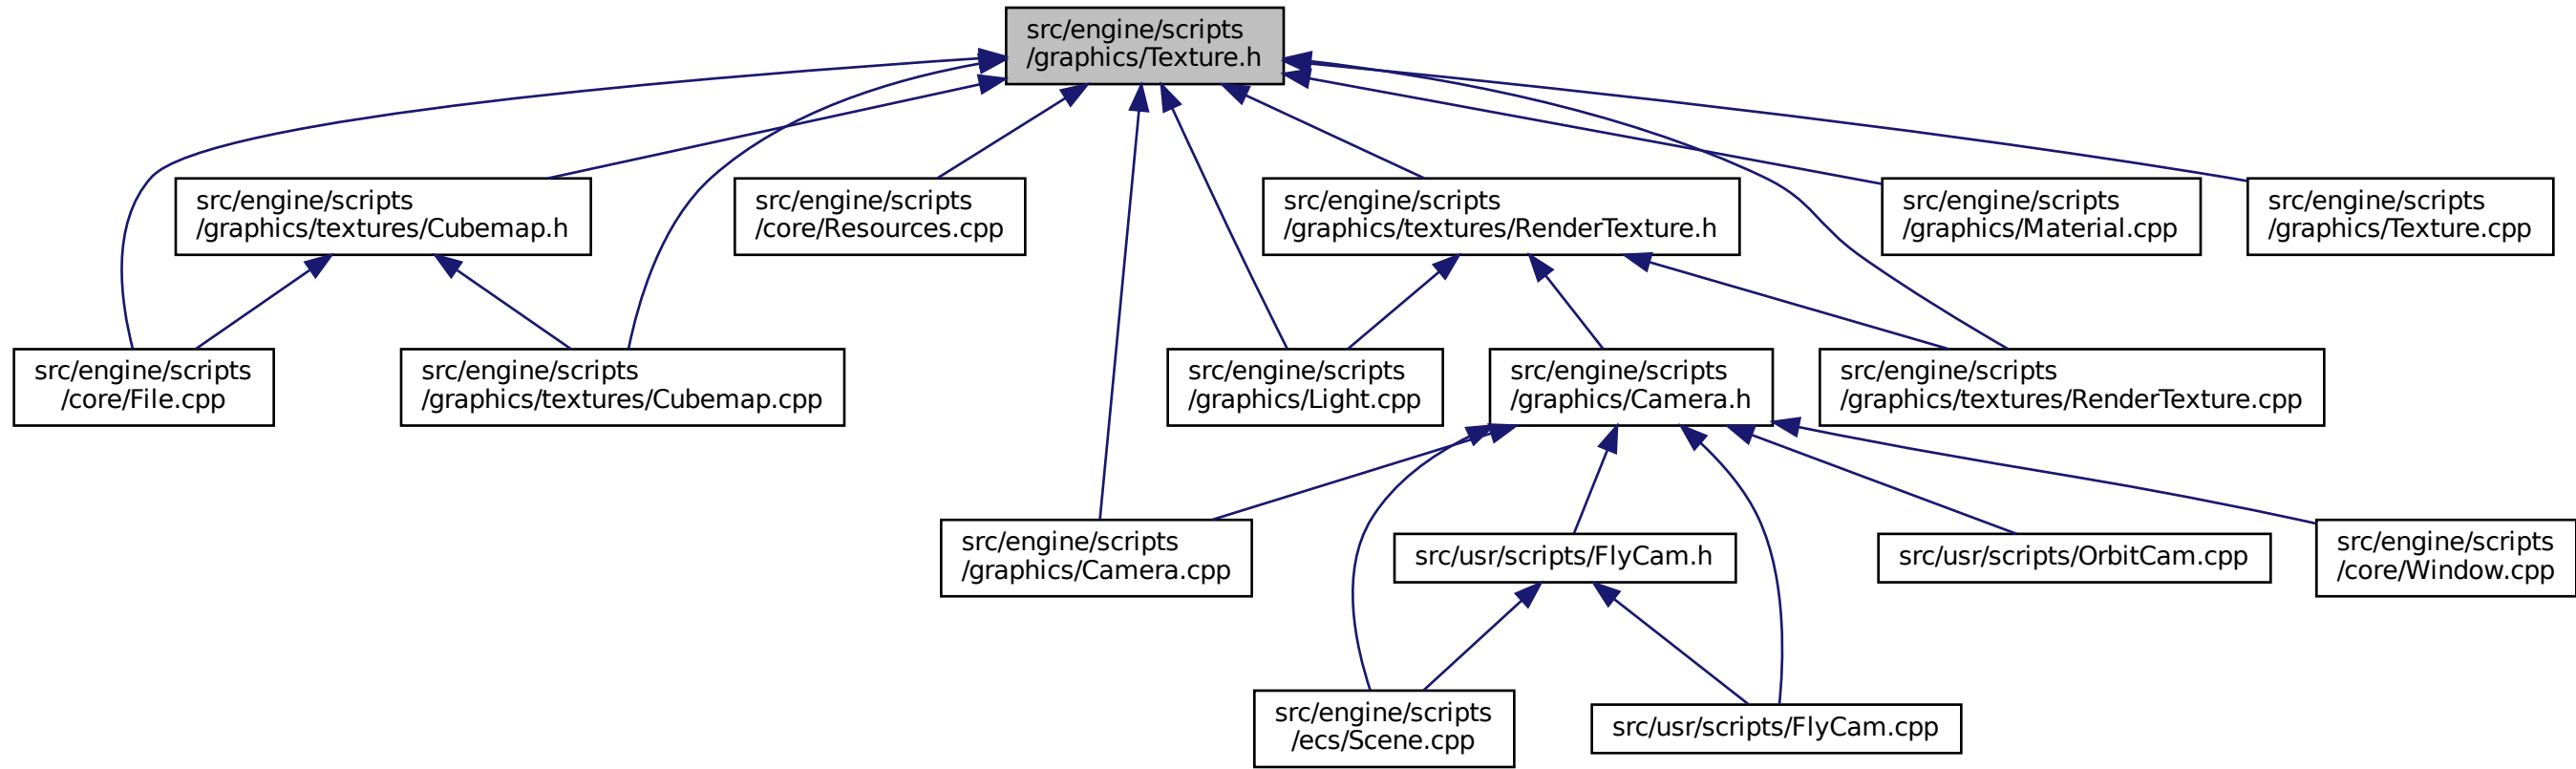 src/engine/scripts
/graphics/Texture.h
src/engine/scripts
/graphics/textures/Cubemap.h
src/engine/scripts
/core/Resources.cpp
src/engine/scripts
/graphics/textures/RenderTexture.h
src/engine/scripts
/graphics/Material.cpp
src/engine/scripts
/graphics/Texture.cpp
src/engine/scripts
/core/File.cpp
src/engine/scripts
/graphics/textures/Cubemap.cpp
src/engine/scripts
/graphics/Light.cpp
src/engine/scripts
/graphics/Camera.h
src/engine/scripts
/graphics/textures/RenderTexture.cpp
src/engine/scripts
/graphics/Camera.cpp
src/usr/scripts/FlyCam.h
src/usr/scripts/OrbitCam.cpp
src/engine/scripts
/core/Window.cpp
src/engine/scripts
/ecs/Scene.cpp
src/usr/scripts/FlyCam.cpp